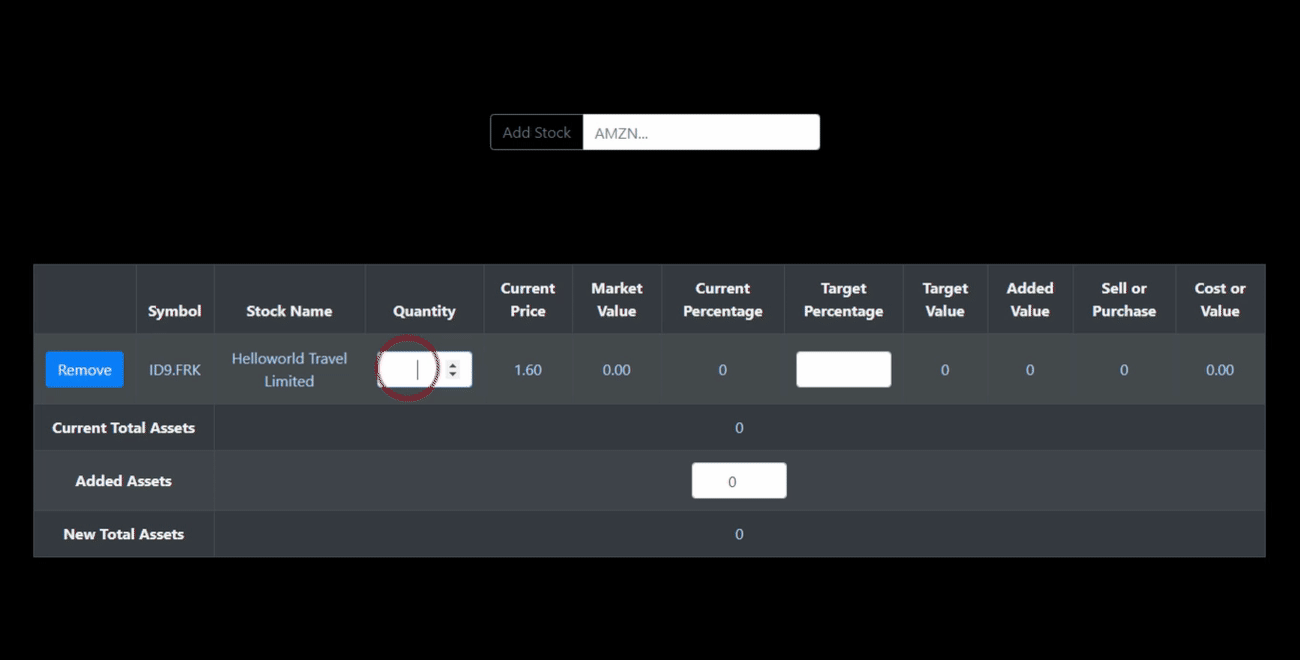 Add Stock AMZN...
Symbol Stock Name Quantity Current Price Market Value Current Percentage Target Percentage Target Value Added Value Sell or Purchase Cost or Value
Remove ID9.FRK Helloworld Travel Limited 1.60 0.00 0 0 0 0 0.00
Current Total Assets 0
Added Assets 0
New Total Assets 0